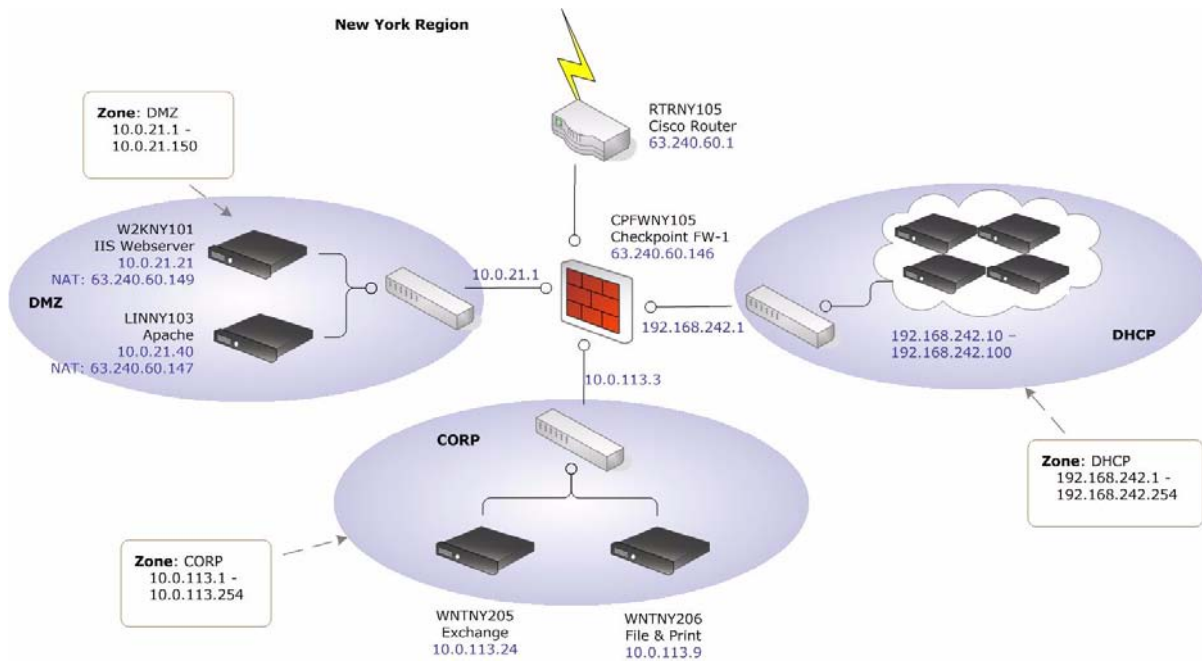 New York Region
RTRNY105
Cisco Router
63.240.60.1
Zone: DMZ
10.0.21.1 -
10.0.21.150
W2KNY101
IIS Webserver
10.0.21.21
NAT: 63.240.60.149
DMZ
LINNY103
Apache
10.0.21.40
NAT: 63.240.60.147
10.0.21.1
CPFWNY105
Checkpoint FW-1
63.240.60.146
192.168.242.1
192.168.242.10 –
192.168.242.100
DHCP
10.0.113.3
CORP
Zone: DHCP
192.168.242.1 -
192.168.242.254
Zone: CORP
10.0.113.1 -
10.0.113.254
WNTNY205
Exchange
10.0.113.24
WNTNY206
File & Print
10.0.113.9